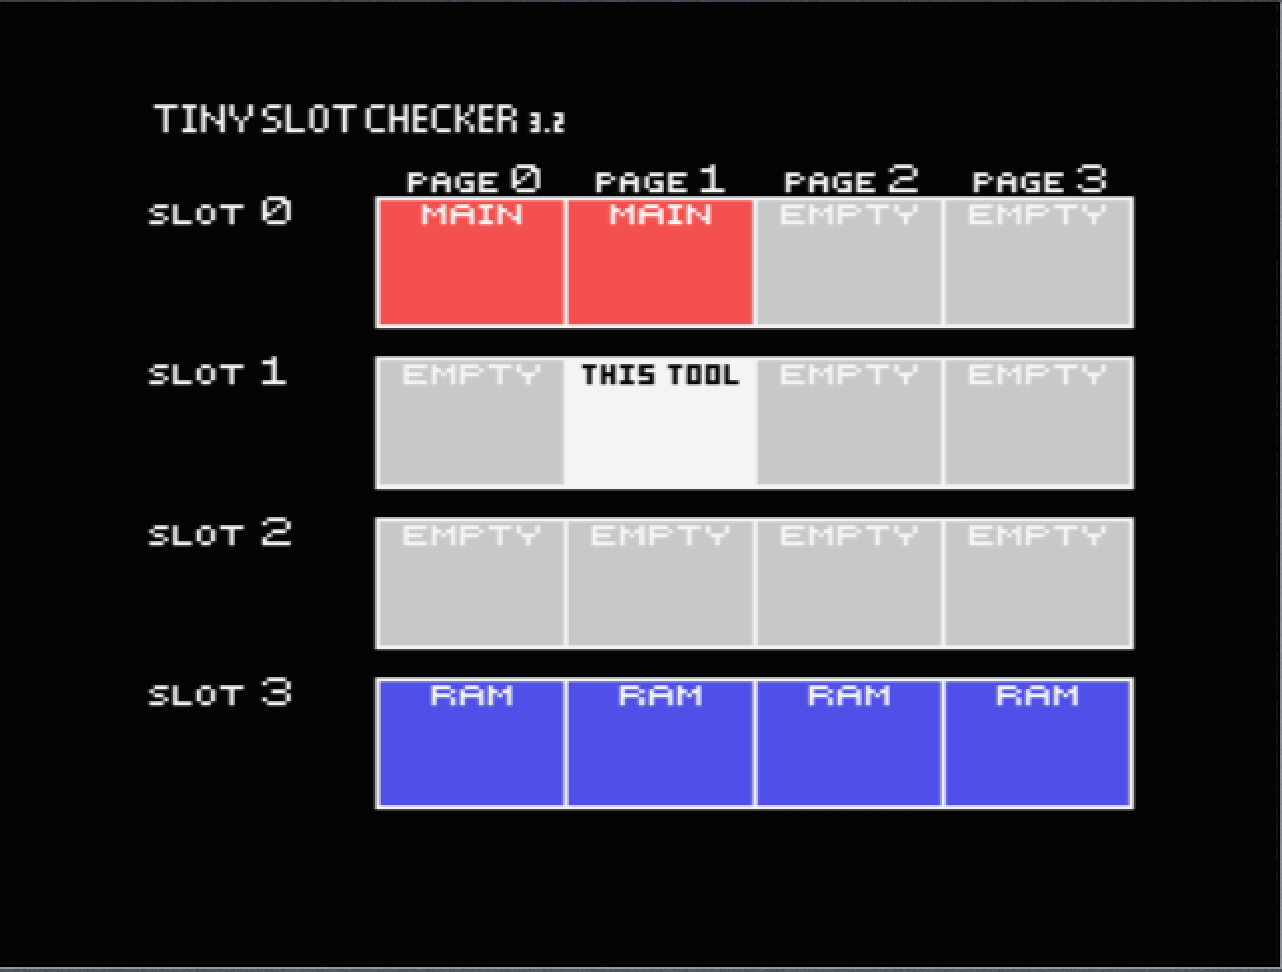 TINY SLOT CHECKER 3.2
PAGE 0 PAGE 1 PAGE 2 PAGE 3
SLOT 0 MAIN MAIN EMPTY EMPTY
SLOT 1 EMPTY THIS TOOL EMPTY EMPTY
SLOT 2 EMPTY EMPTY EMPTY EMPTY
SLOT 3 RAM RAM RAM RAM